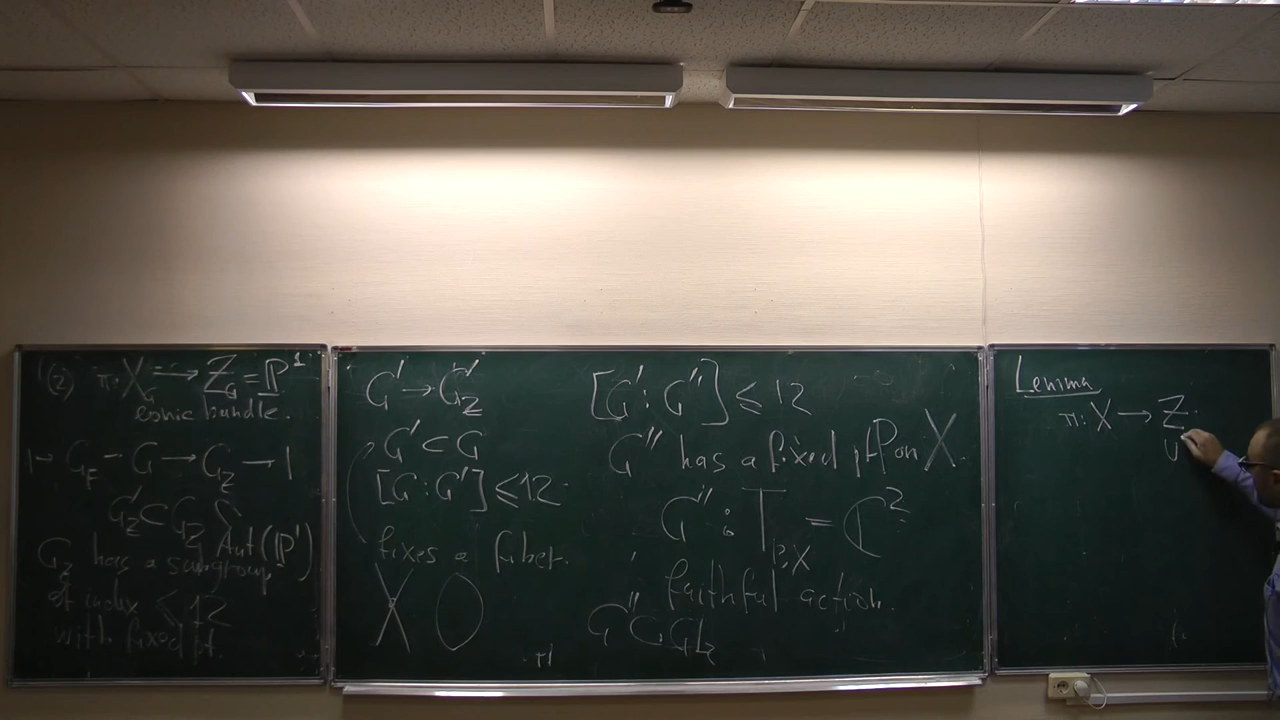 (2) π: X_G → Z_G = ℙ¹
conic bundle.
1 → G_F – G → G_Z → 1
G'_Z ⊂ G_Z ⊂ Aut(ℙ¹)
G_Z has a subgroup
of index ≤ 12
with fixed pt.
G' → G'_Z
G' ⊂ G
[G : G'] ≤ 12
fixes a fiber.
[G' : G''] ≤ 12
G'' has a fixed pt P on X.
G'' : T_{P,X} = ℂ²
faithful action.
G'' ⊂ GL₂
Lemma
π: X → Z
∪